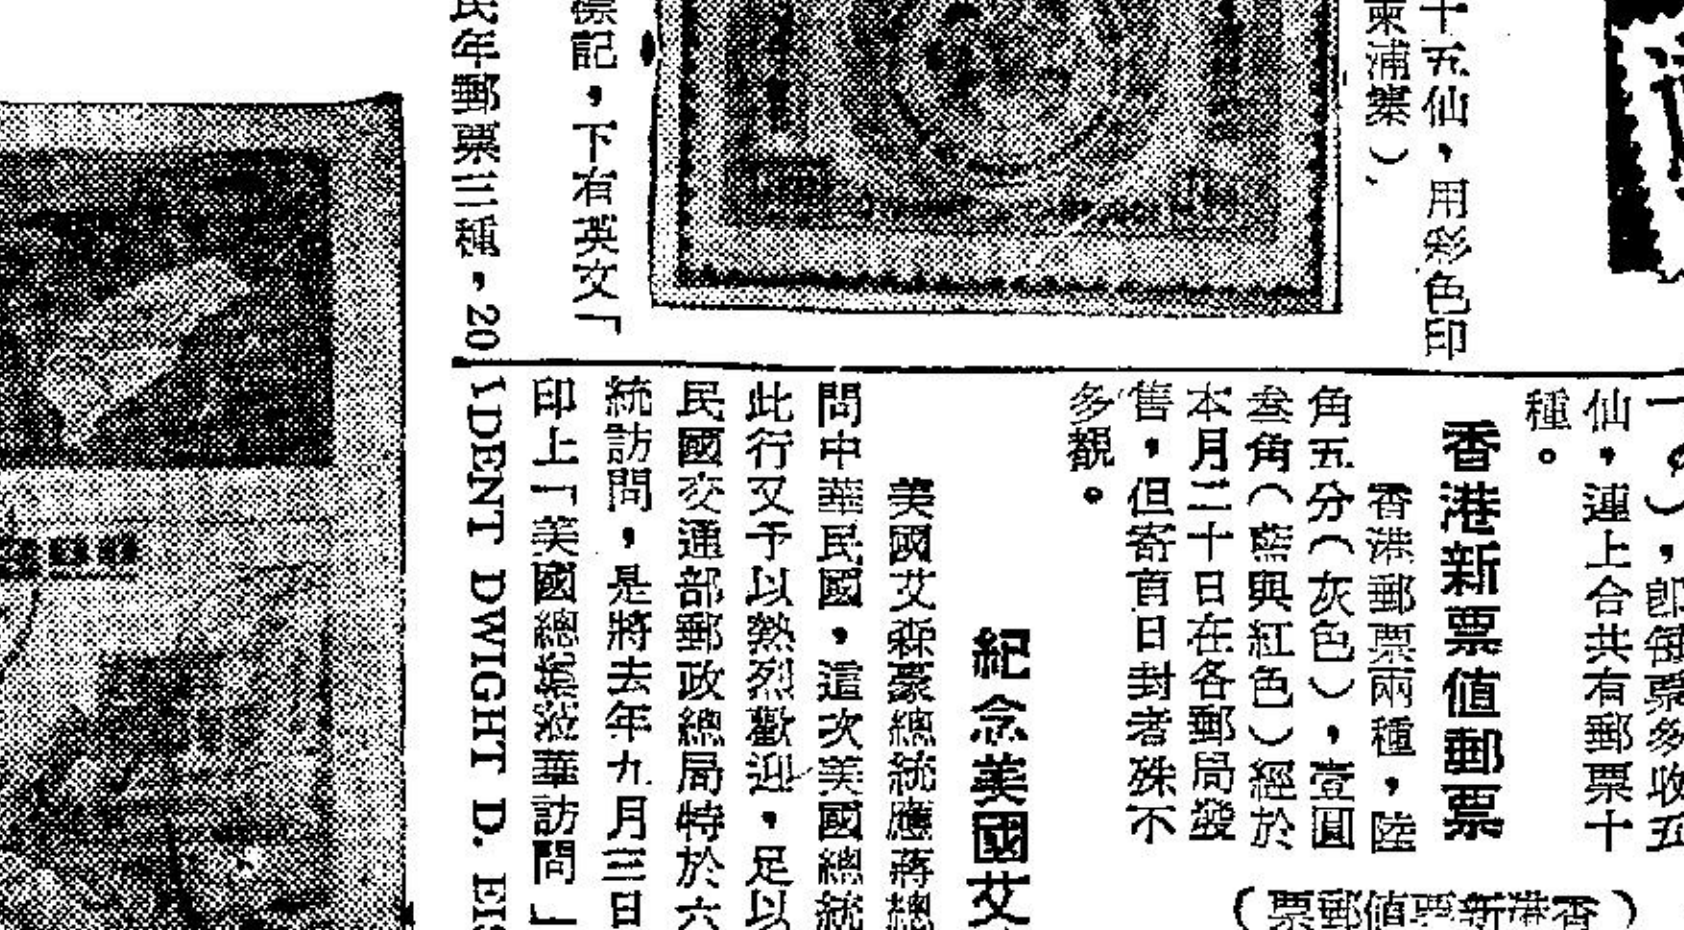 十五仙，用彩色印
柬埔寨）
標記，下有英文「
民年郵票三種，20
仙，連上合共有郵票十
種。
香港新票值郵票
香港郵票兩種，陸
角五分（灰色），壹圓
叁角（藍與紅色）經於
本月二十日在各郵局發
售，但寄首日封者殊不
多觀。
（香港新票值郵票）
紀念美國艾
美國艾森豪總統應蔣總
問中華民國，這次美國總統
此行又予以熱烈歡迎，足以
民國交通部郵政總局特於六
統訪問，是將去年九月三日
印上「美國總統蒞華訪問」
IDENT DWIGHT D. EIS